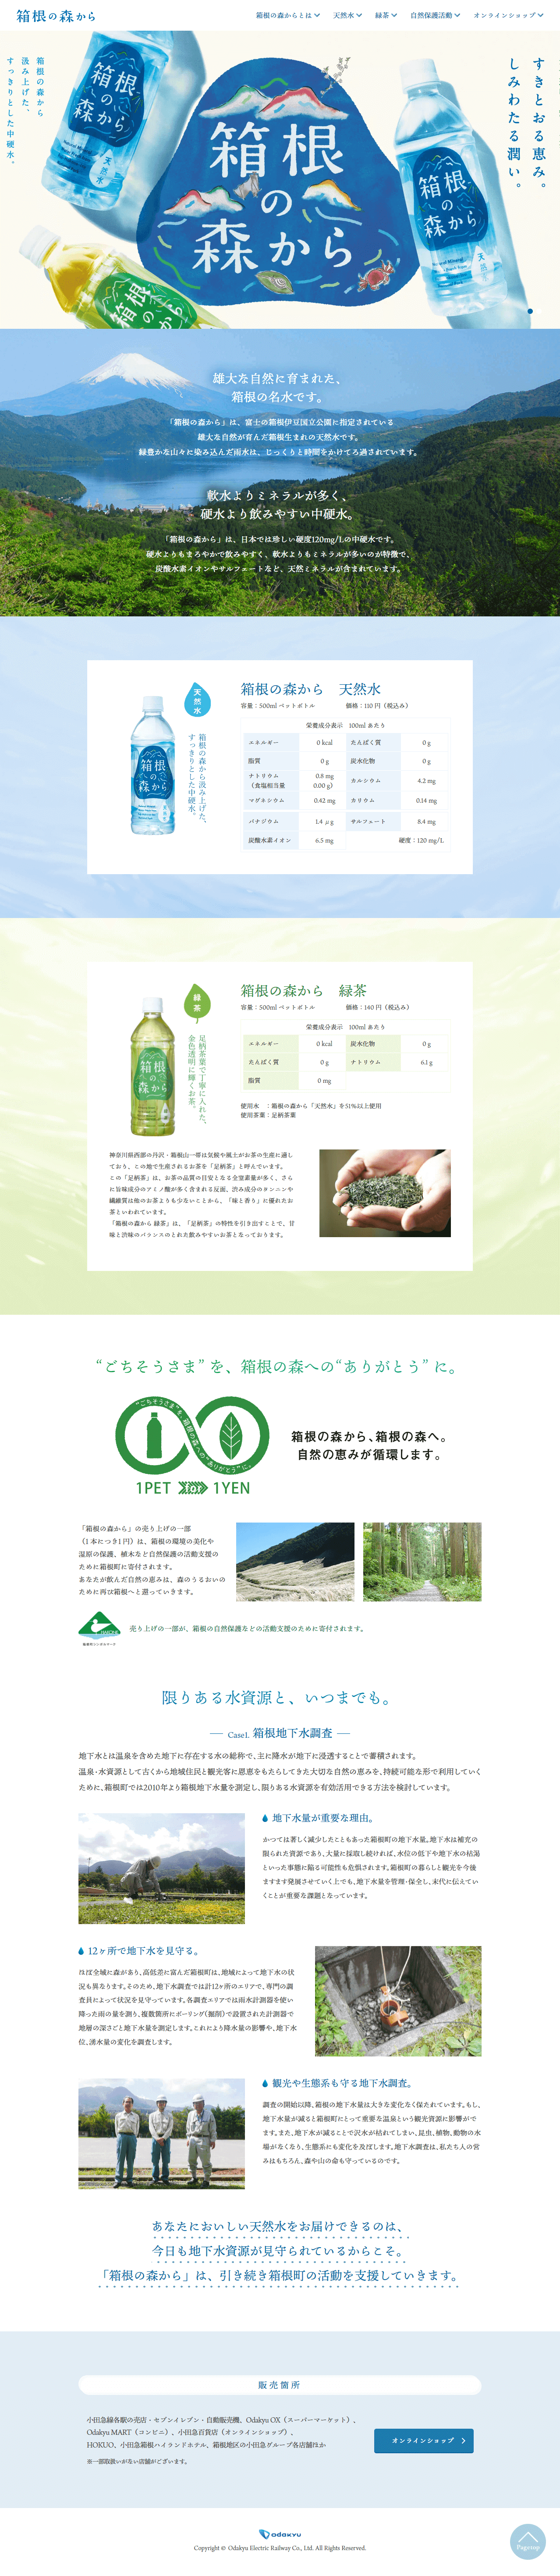 箱根の森から
箱根の森からとは
天然水
緑茶
自然保護活動
オンラインショップ
箱根の森から
汲み上げた、
すっきりとした中硬水。
箱根の森から
天然水
箱根の森から
箱根の森から
箱根の森から
天然水
すきとおる恵み。
しみわたる潤い。
雄大な自然に育まれた、
箱根の名水です。
「箱根の森から」は、富士の箱根伊豆国立公園に指定されている
雄大な自然が育んだ箱根生まれの天然水です。
緑豊かな山々に染み込んだ雨水は、じっくりと時間をかけてろ過されています。
軟水よりミネラルが多く、
硬水より飲みやすい中硬水。
「箱根の森から」は、日本では珍しい硬度120mg/Lの中硬水です。
硬水よりもまろやかで飲みやすく、軟水よりもミネラルが多いのが特徴で、
炭酸水素イオンやサルフェートなど、天然ミネラルが含まれています。
天然水
箱根の森から汲み上げた、
すっきりとした中硬水。
箱根の森から
箱根の森から 天然水
容量：500ml ペットボトル 価格：110 円（税込み）
栄養成分表示 100ml あたり
エネルギー 0 kcal たんぱく質 0 g
脂質 0 g 炭水化物 0 g
ナトリウム 0.8 mg
（食塩相当量 0.00 g）
カルシウム 4.2 mg
マグネシウム 0.42 mg カリウム 0.14 mg
バナジウム 1.4 μg サルフェート 8.4 mg
炭酸水素イオン 6.5 mg 硬度：120 mg/L
緑茶
足柄茶葉で丁寧に入れた、
金色透明に輝くお茶。
箱根の森から
箱根の森から 緑茶
容量：500ml ペットボトル 価格：140 円（税込み）
栄養成分表示 100ml あたり
エネルギー 0 kcal 炭水化物 0 g
たんぱく質 0 g ナトリウム 6.1 g
脂質 0 mg
使用水 ：箱根の森から「天然水」を51%以上使用
使用茶葉：足柄茶葉
神奈川県西部の丹沢・箱根山一帯は気候や風土がお茶の生産に適し
ており、この地で生産されるお茶を「足柄茶」と呼んでいます。
この「足柄茶」は、お茶の品質の目安となる全窒素量が多く、さら
に旨味成分のアミノ酸が多く含まれる反面、渋み成分のタンニンや
繊維質は他のお茶よりも少ないことから、「味と香り」に優れたお
茶といわれています。
「箱根の森から 緑茶」は、「足柄茶」の特性を引き出すことで、甘
味と渋味のバランスのとれた飲みやすいお茶となっております。
“ごちそうさま” を、箱根の森への“ありがとう” に。
“ごちそうさま”を、箱根の森への“ありがとう”に。
1PET for 1YEN
箱根の森から、箱根の森へ。
自然の恵みが循環します。
「箱根の森から」の売り上げの一部
（1 本につき1 円）は、箱根の環境の美化や
湿原の保護、植木など自然保護の活動支援の
ために箱根町に寄付されます。
あなたが飲んだ自然の恵みは、森のうるおいの
ために再び箱根へと還っていきます。
売り上げの一部が、箱根の自然保護などの活動支援のために寄付されます。
限りある水資源と、いつまでも。
Case1. 箱根地下水調査
地下水とは温泉を含めた地下に存在する水の総称で、主に降水が地下に浸透することで蓄積されます。
温泉・水資源として古くから地域住民と観光客に恩恵をもたらしてきた大切な自然の恵みを、持続可能な形で利用していく
ために、箱根町では2010年より箱根地下水量を測定し、限りある水資源を有効活用できる方法を検討しています。
地下水量が重要な理由。
かつては著しく減少したこともあった箱根町の地下水量。地下水は補充の
限られた資源であり、大量に採取し続ければ、水位の低下や地下水の枯渇
といった事態に陥る可能性も危惧されます。箱根町の暮らしと観光を今後
ますます発展させていく上でも、地下水量を管理・保全し、末代に伝えてい
くことが重要な課題となっています。
12ヶ所で地下水を見守る。
ほぼ全域に森があり、高低差に富んだ箱根町は、地域によって地下水の状
況も異なります。そのため、地下水調査では計12ヶ所のエリアで、専門の調
査員によって状況を見守っています。各調査エリアでは雨水計測器を使い
降った雨の量を測り、複数箇所にボーリング（掘削）で設置された計測器で
地層の深さごと地下水量を測定します。これにより降水量の影響や、地下水
位、湧水量の変化を調査します。
観光や生態系も守る地下水調査。
調査の開始以降、箱根の地下水量は大きな変化なく保たれています。もし、
地下水量が減ると箱根町にとって重要な温泉という観光資源に影響がで
ます。また、地下水が減ることで沢水が枯れてしまい、昆虫、植物、動物の水
場がなくなり、生態系にも変化を及ぼします。地下水調査は、私たち人の営
みはもちろん、森や山の命も守っているのです。
あなたにおいしい天然水をお届けできるのは、
今日も地下水資源が見守られているからこそ。
「箱根の森から」は、引き続き箱根町の活動を支援していきます。
販売箇所
小田急線各駅の売店・セブンイレブン・自動販売機、Odakyu OX（スーパーマーケット）、
Odakyu MART（コンビニ）、小田急百貨店（オンラインショップ）、
HOKUO、小田急箱根ハイランドホテル、箱根地区の小田急グループ各店舗ほか
※一部取扱いがない店舗がございます。
オンラインショップ
odakyu
Copyright © Odakyu Electric Railway Co., Ltd. All Rights Reserved.
Pagetop